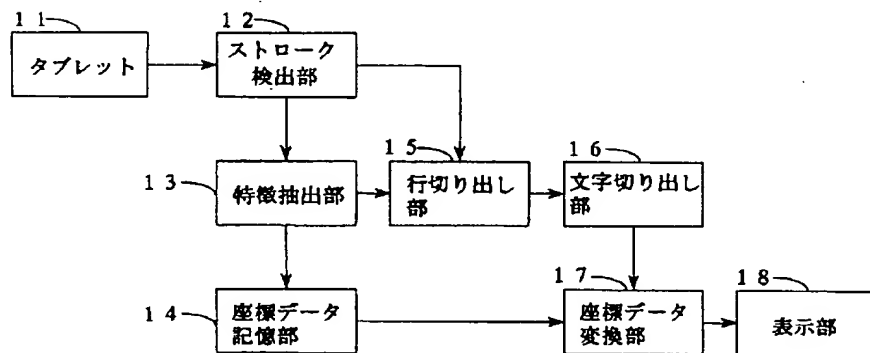 11
タブレット
12
ストローク
検出部
13
特徴抽出部
15
行切り出し
部
16
文字切り出し
部
14
座標データ
記憶部
17
座標データ
変換部
18
表示部